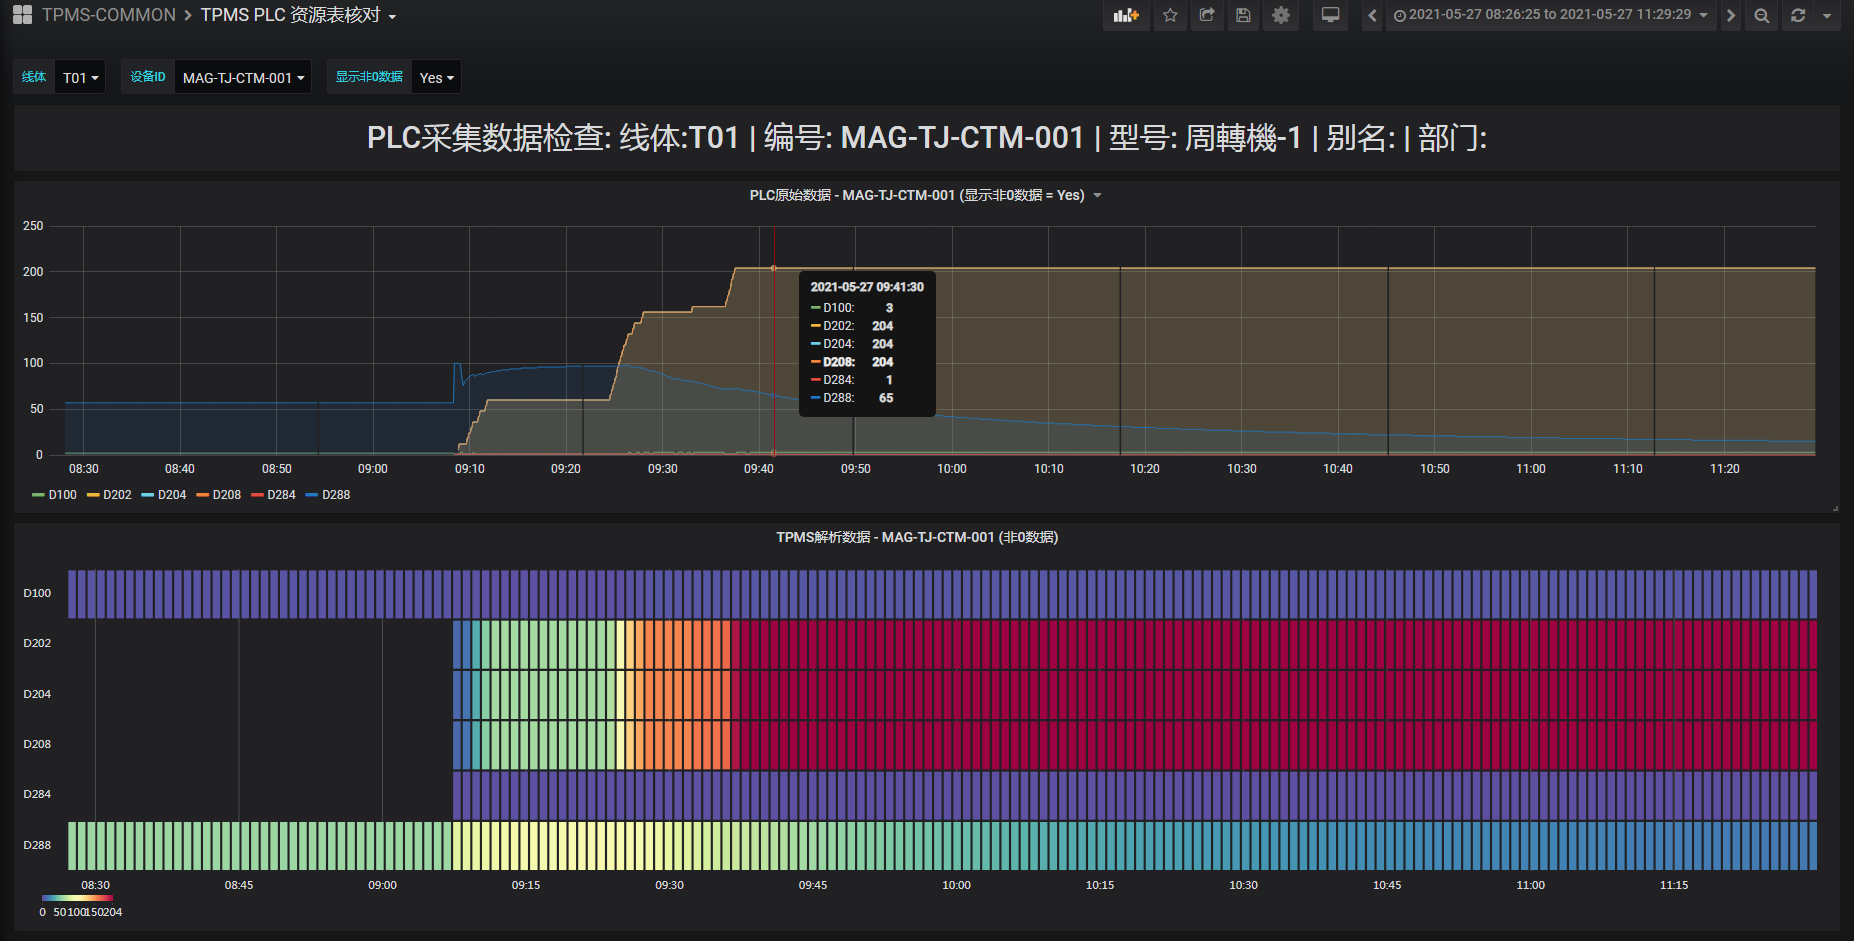 TPMS-COMMON > TPMS PLC 资源表核对
2021-05-27 08:26:25 to 2021-05-27 11:29:29
线体 T01 设备ID MAG-TJ-CTM-001 显示非0数据 Yes
PLC采集数据检查: 线体:T01 | 编号: MAG-TJ-CTM-001 | 型号: 周轉機-1 | 别名: | 部门:
PLC原始数据 - MAG-TJ-CTM-001 (显示非0数据 = Yes)
250
200
150
100
50
0
2021-05-27 09:41:30
D100: 3
D202: 204
D204: 204
D208: 204
D284: 1
D288: 65
08:30 08:40 08:50 09:00 09:10 09:20 09:30 09:40 09:50 10:00 10:10 10:20 10:30 10:40 10:50 11:00 11:10 11:20
D100 D202 D204 D208 D284 D288
TPMS解析数据 - MAG-TJ-CTM-001 (非0数据)
D100
D202
D204
D208
D284
D288
08:30 08:45 09:00 09:15 09:30 09:45 10:00 10:15 10:30 10:45 11:00 11:15
0 50 100 150 204